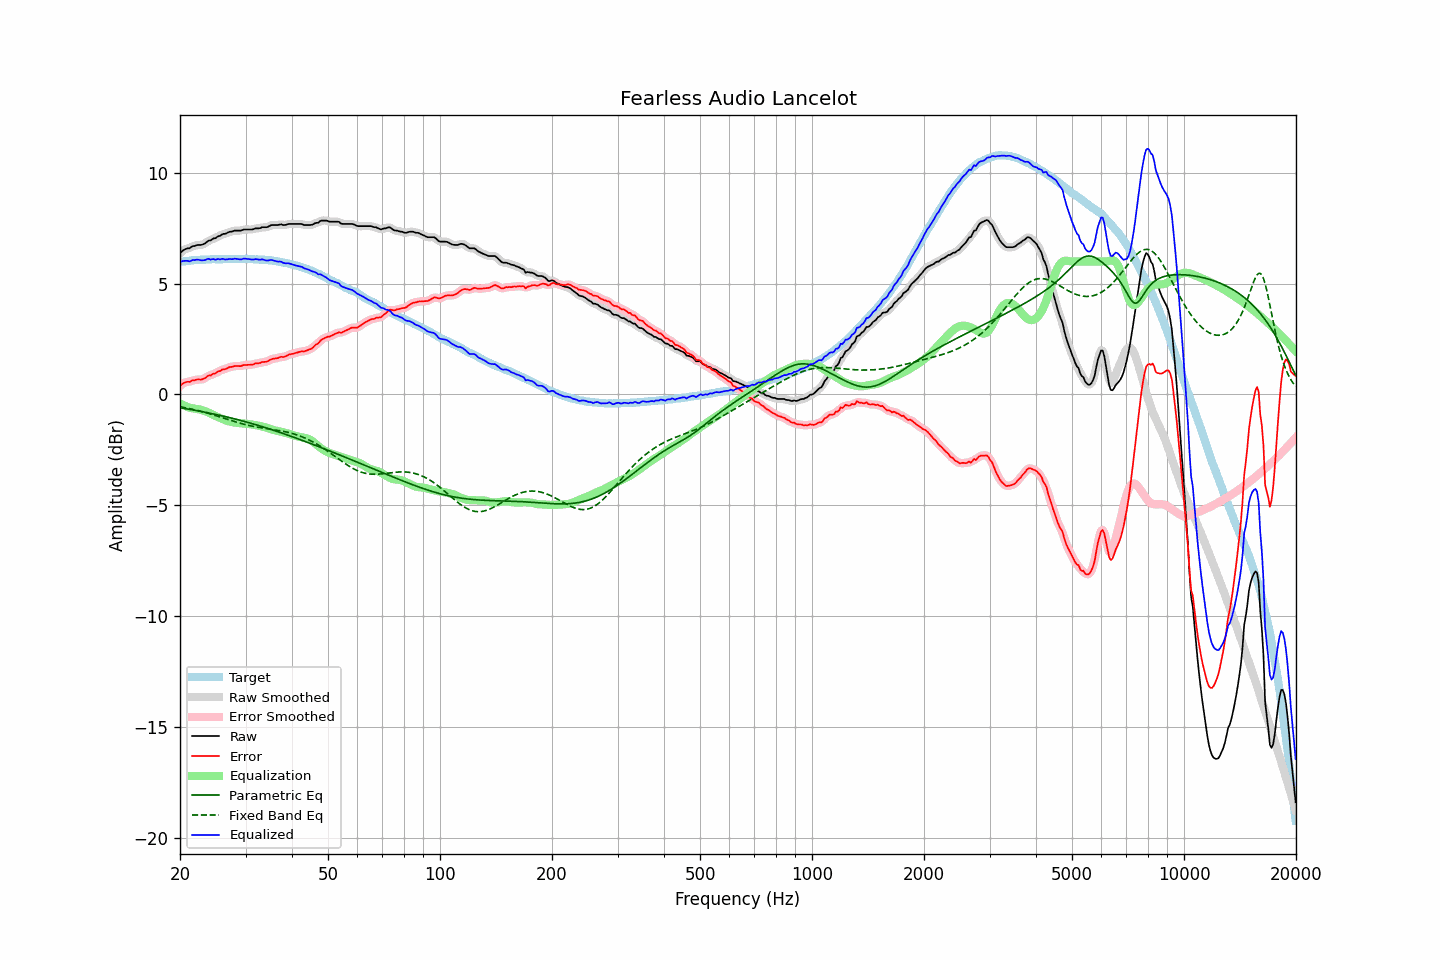 Fearless Audio Lancelot
Amplitude (dBr)
10
5
0
−5
−10
−15
−20
Target
Raw Smoothed
Error Smoothed
Raw
Error
Equalization
Parametric Eq
Fixed Band Eq
Equalized
20 50 100 200 500 1000 2000 5000 10000 20000
Frequency (Hz)